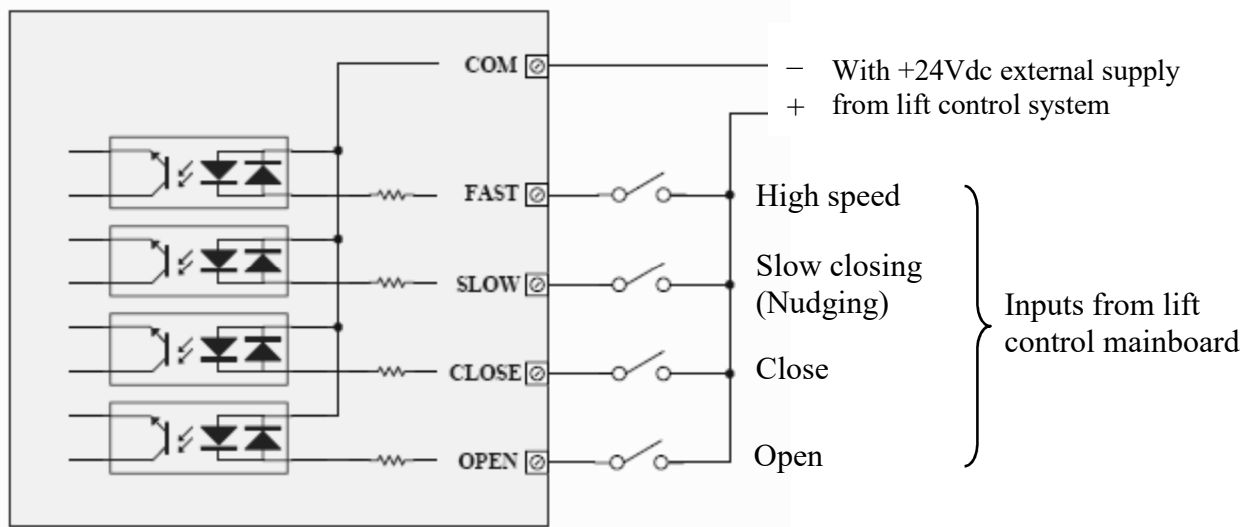 COM
− With +24Vdc external supply
+ from lift control system
FAST
High speed
SLOW
Slow closing
(Nudging)
Inputs from lift
control mainboard
CLOSE
Close
OPEN
Open